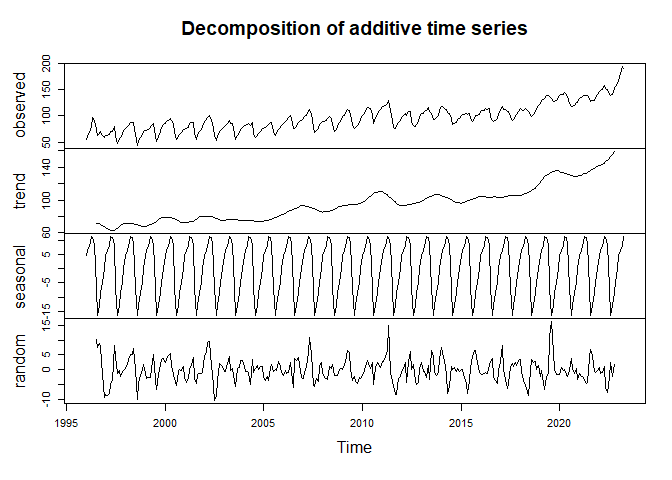 Decomposition of additive time series
observed
50 100 150 200
trend
60 100 140
seasonal
-15 -5 5
random
-10 0 5 15
1995 2000 2005 2010 2015 2020
Time